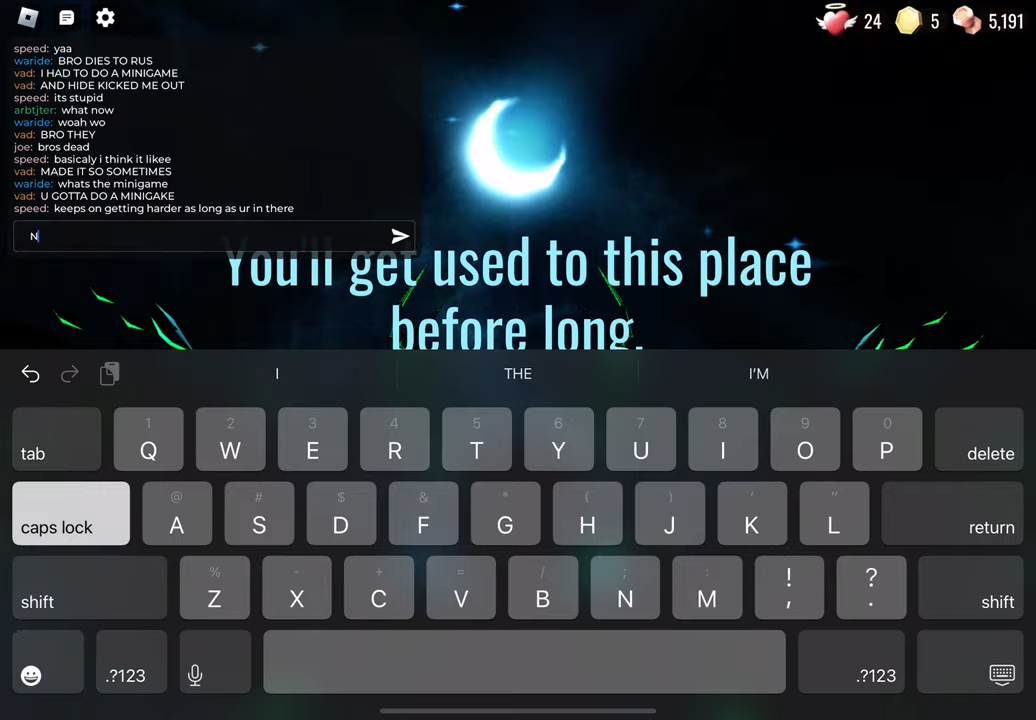 24 5 5,191
speed: yaa
waride: BRO DIES TO RUS
vad: I HAD TO DO A MINIGAME
vad: AND HIDE KICKED ME OUT
speed: its stupid
arbtjter: what now
waride: woah wo
vad: BRO THEY
joe: bros dead
speed: basicaly i think it likee
vad: MADE IT SO SOMETIMES
waride: whats the minigame
vad: U GOTTA DO A MINIGAKE
speed: keeps on getting harder as long as ur in there
N
You'll get used to this place
before long.
I THE I'M
1 2 3 4 5 6 7 8 9 0
tab Q W E R T Y U I O P delete
@ # $ & * ( ) ' "
caps lock A S D F G H J K L return
% - + = / ; : ! ?
shift Z X C V B N M , . shift
.?123 .?123